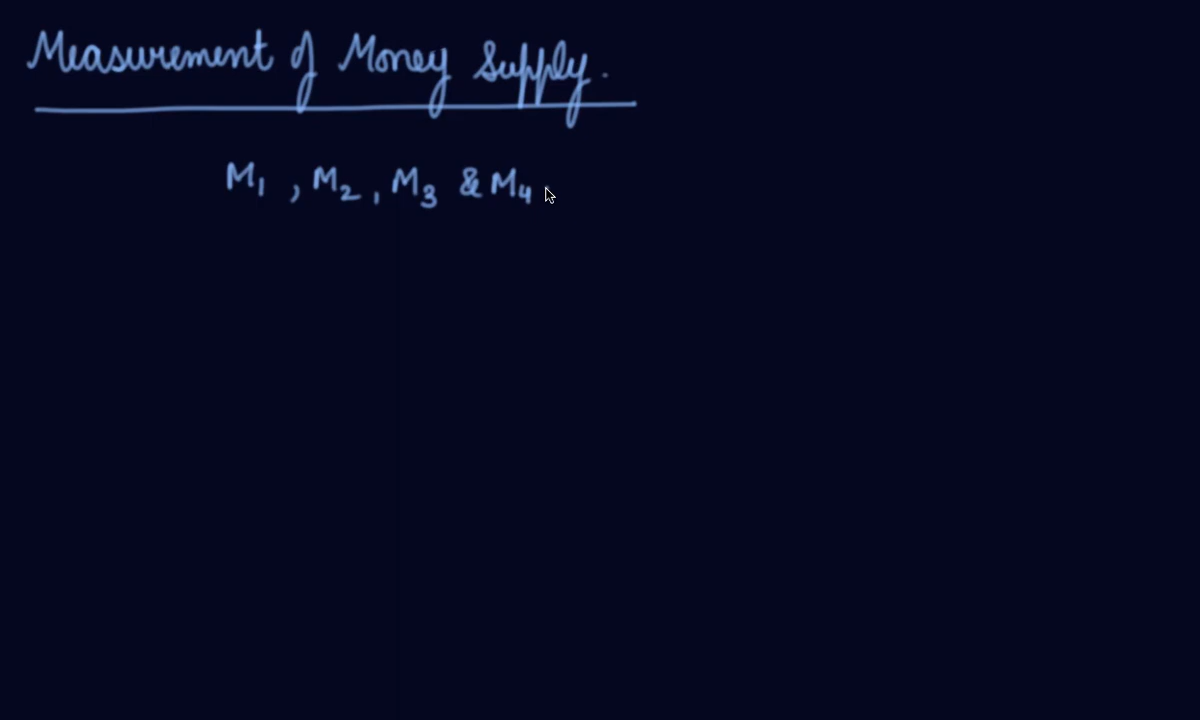 Measurement of Money Supply.
M₁, M₂, M₃ & M₄